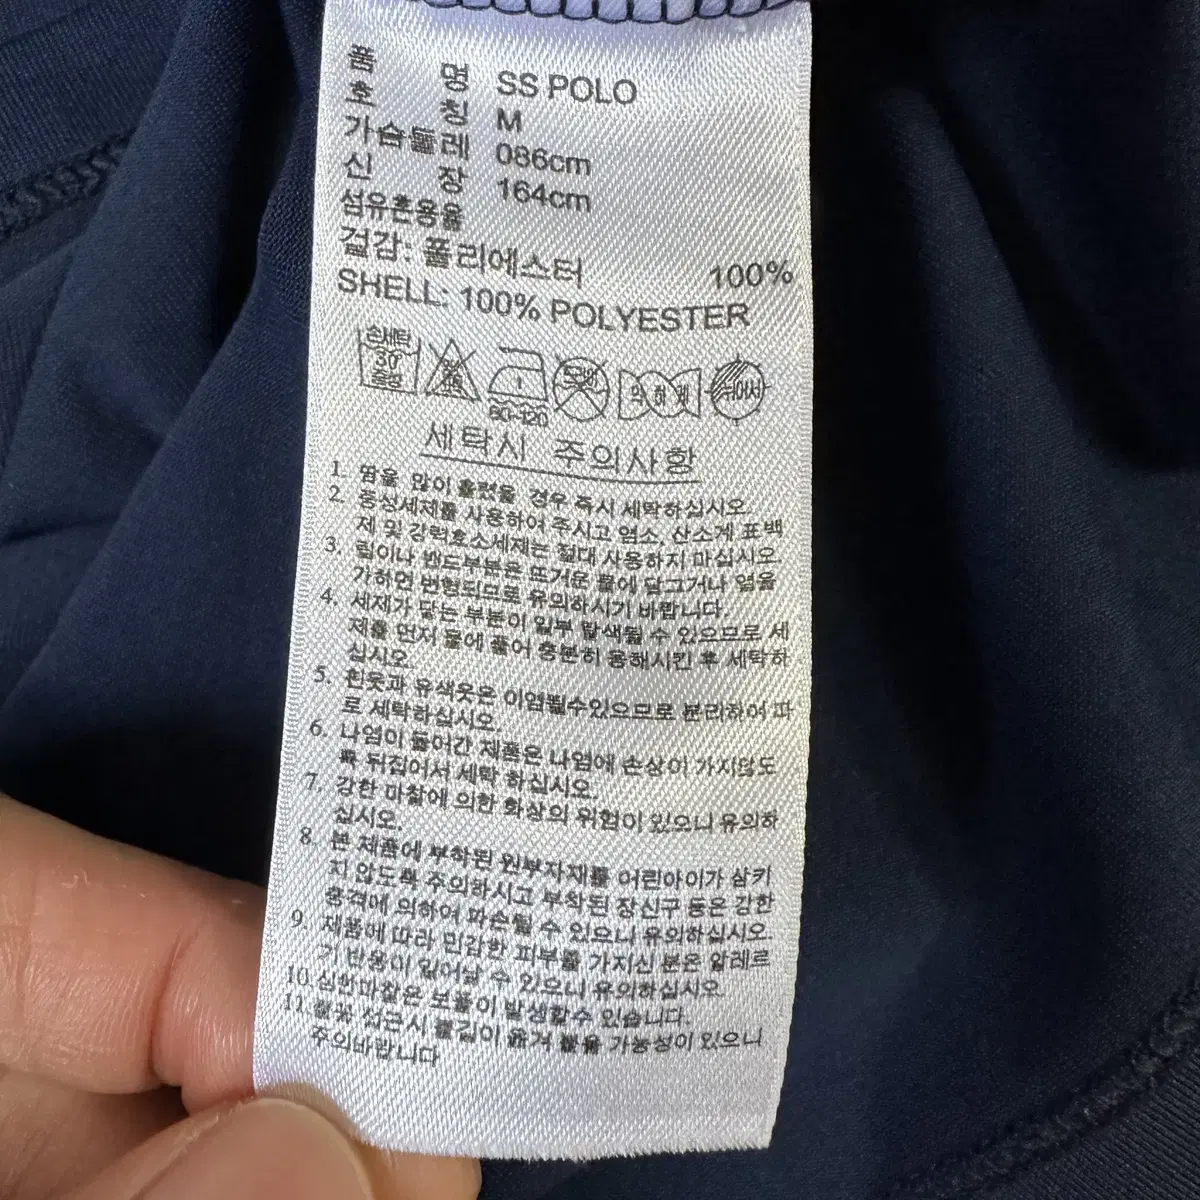 품 명 SS POLO
호 칭 M
가슴둘레 086cm
신 장 164cm
섬유혼용율
겉감: 폴리에스터 100%
SHELL: 100% POLYESTER
손세탁 30° 중성
80-120
약하게
뉘어서
세탁시 주의사항
1. 땀을 많이 흘렸을 경우 즉시 세탁하십시오.
2. 중성세제를 사용하여 주시고 염소, 산소계 표백
제 및 강력효소세제는 절대 사용하지 마십시오.
3. 립이나 밴드부분은 뜨거운 물에 담그거나 열을
가하면 변형되므로 유의하시기 바랍니다.
4. 세제가 닿는 부분이 일부 탈색될 수 있으므로 세
제를 먼저 물에 풀어 충분히 용해시킨 후 세탁하
십시오.
5. 흰옷과 유색옷은 이염될수있으므로 분리하여 따
로 세탁하십시오.
6. 나염이 들어간 제품은 나염에 손상이 가지않도
록 뒤집어서 세탁 하십시오.
7. 강한 마찰에 의한 화상의 위험이 있으니 유의하
십시오.
8. 본 제품에 부착된 원부자재를 어린아이가 삼키
지 않도록 주의하시고 부착된 장신구 등은 강한
충격에 의하여 파손될 수 있으니 유의하십시오.
9. 제품에 따라 민감한 피부를 가지신 분은 알레르
기 반응이 일어날 수 있으니 유의하십시오.
10. 심한마찰은 보풀이 발생할수 있습니다.
11. 불꽃 접근시 불길이 옮겨 붙을 가능성이 있으니
주의바랍니다